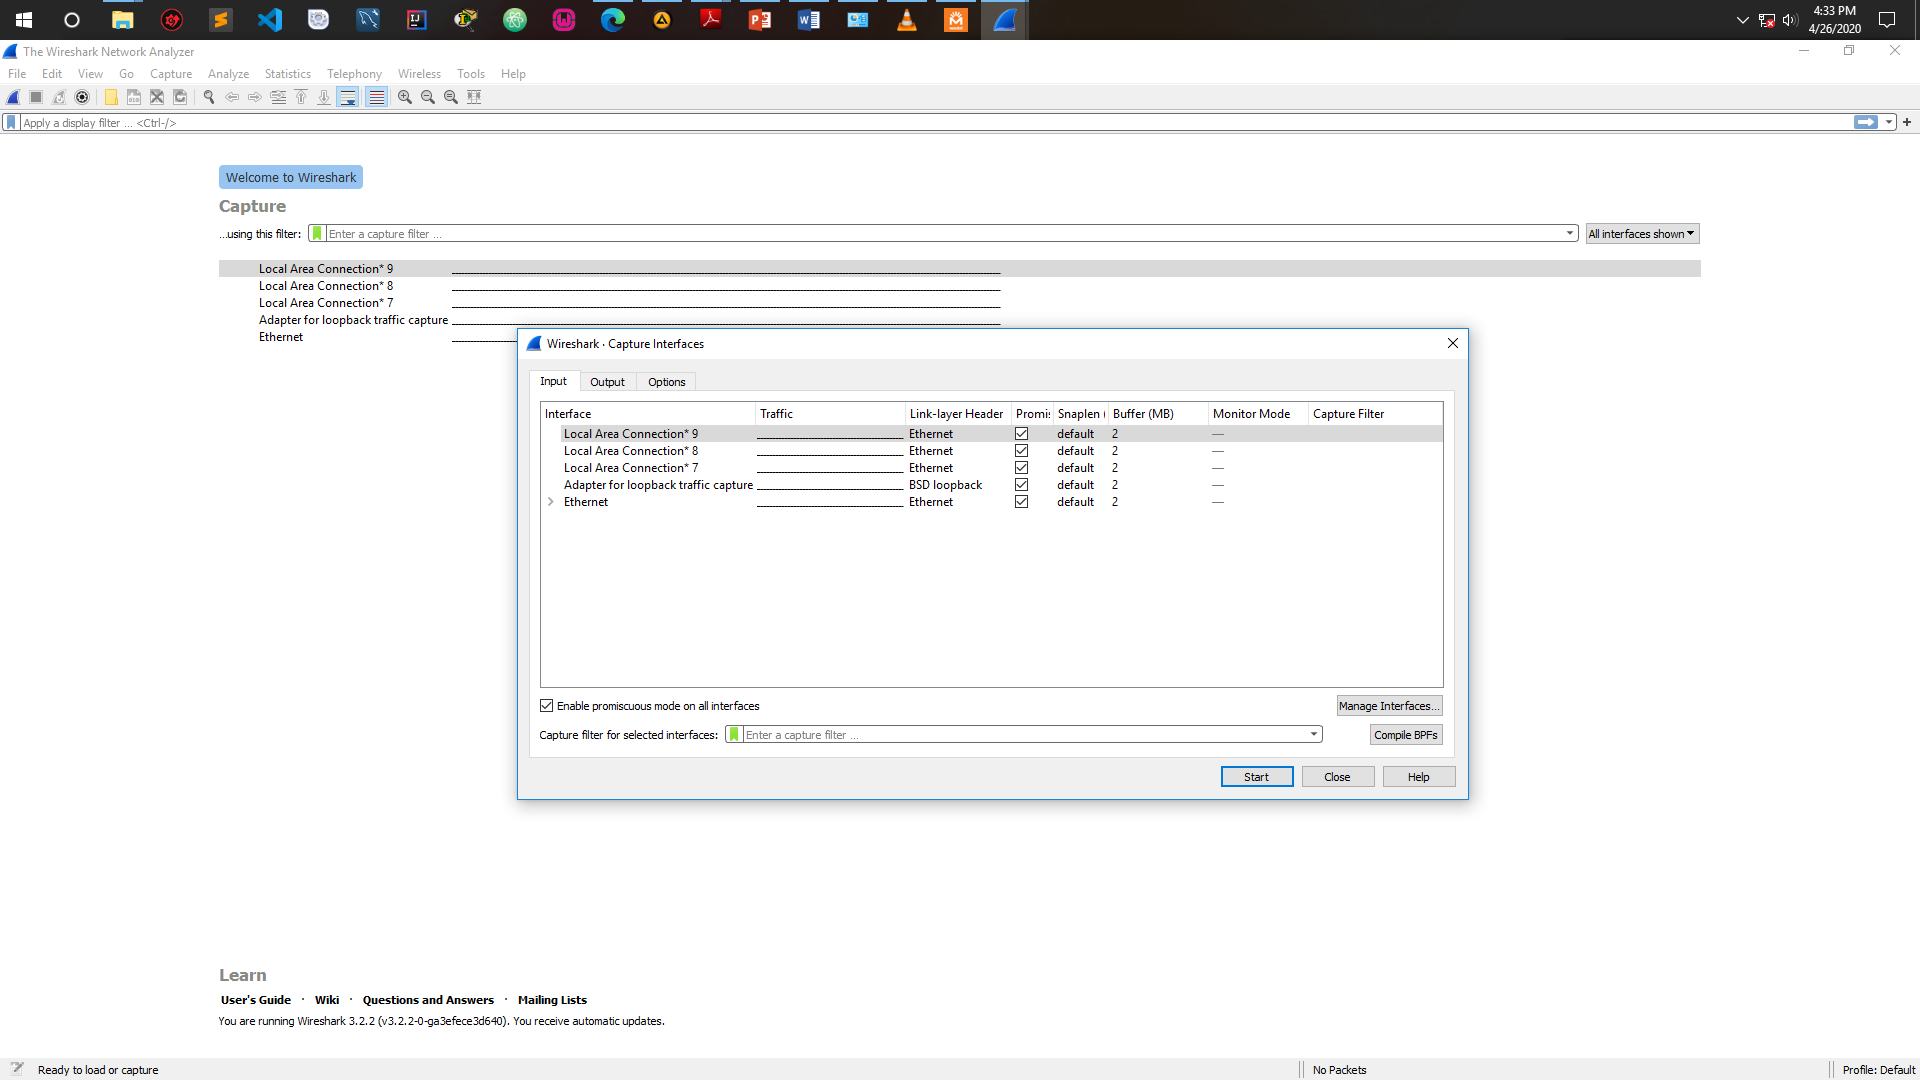 4:33 PM
4/26/2020
The Wireshark Network Analyzer
File Edit View Go Capture Analyze Statistics Telephony Wireless Tools Help
Apply a display filter ... <Ctrl-/>
Welcome to Wireshark
Capture
...using this filter: Enter a capture filter ... All interfaces shown
Local Area Connection* 9
Local Area Connection* 8
Local Area Connection* 7
Adapter for loopback traffic capture
Ethernet
Wireshark · Capture Interfaces
Input Output Options
Interface Traffic Link-layer Header Promis Snaplen ( Buffer (MB) Monitor Mode Capture Filter
Local Area Connection* 9 Ethernet default 2 —
Local Area Connection* 8 Ethernet default 2 —
Local Area Connection* 7 Ethernet default 2 —
Adapter for loopback traffic capture BSD loopback default 2 —
Ethernet Ethernet default 2 —
Enable promiscuous mode on all interfaces Manage Interfaces...
Capture filter for selected interfaces: Enter a capture filter ... Compile BPFs
Start Close Help
Learn
User's Guide · Wiki · Questions and Answers · Mailing Lists
You are running Wireshark 3.2.2 (v3.2.2-0-ga3efece3d640). You receive automatic updates.
Ready to load or capture No Packets Profile: Default